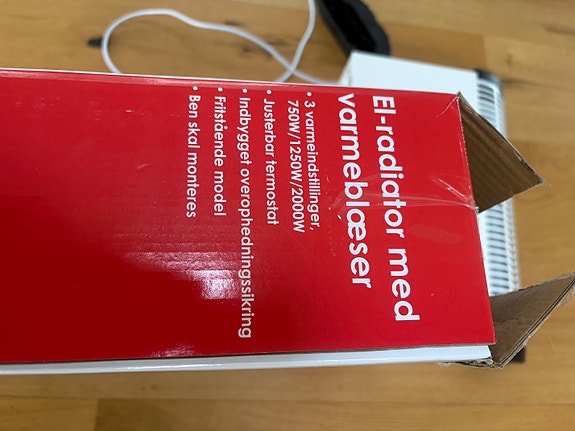 El-radiator med
varmeblæser
• 3 varmeindstillinger,
750W/1250W/2000W
• Justerbar termostat
• Indbygget overophedningssikring
• Fritstående model
• Ben skal monteres